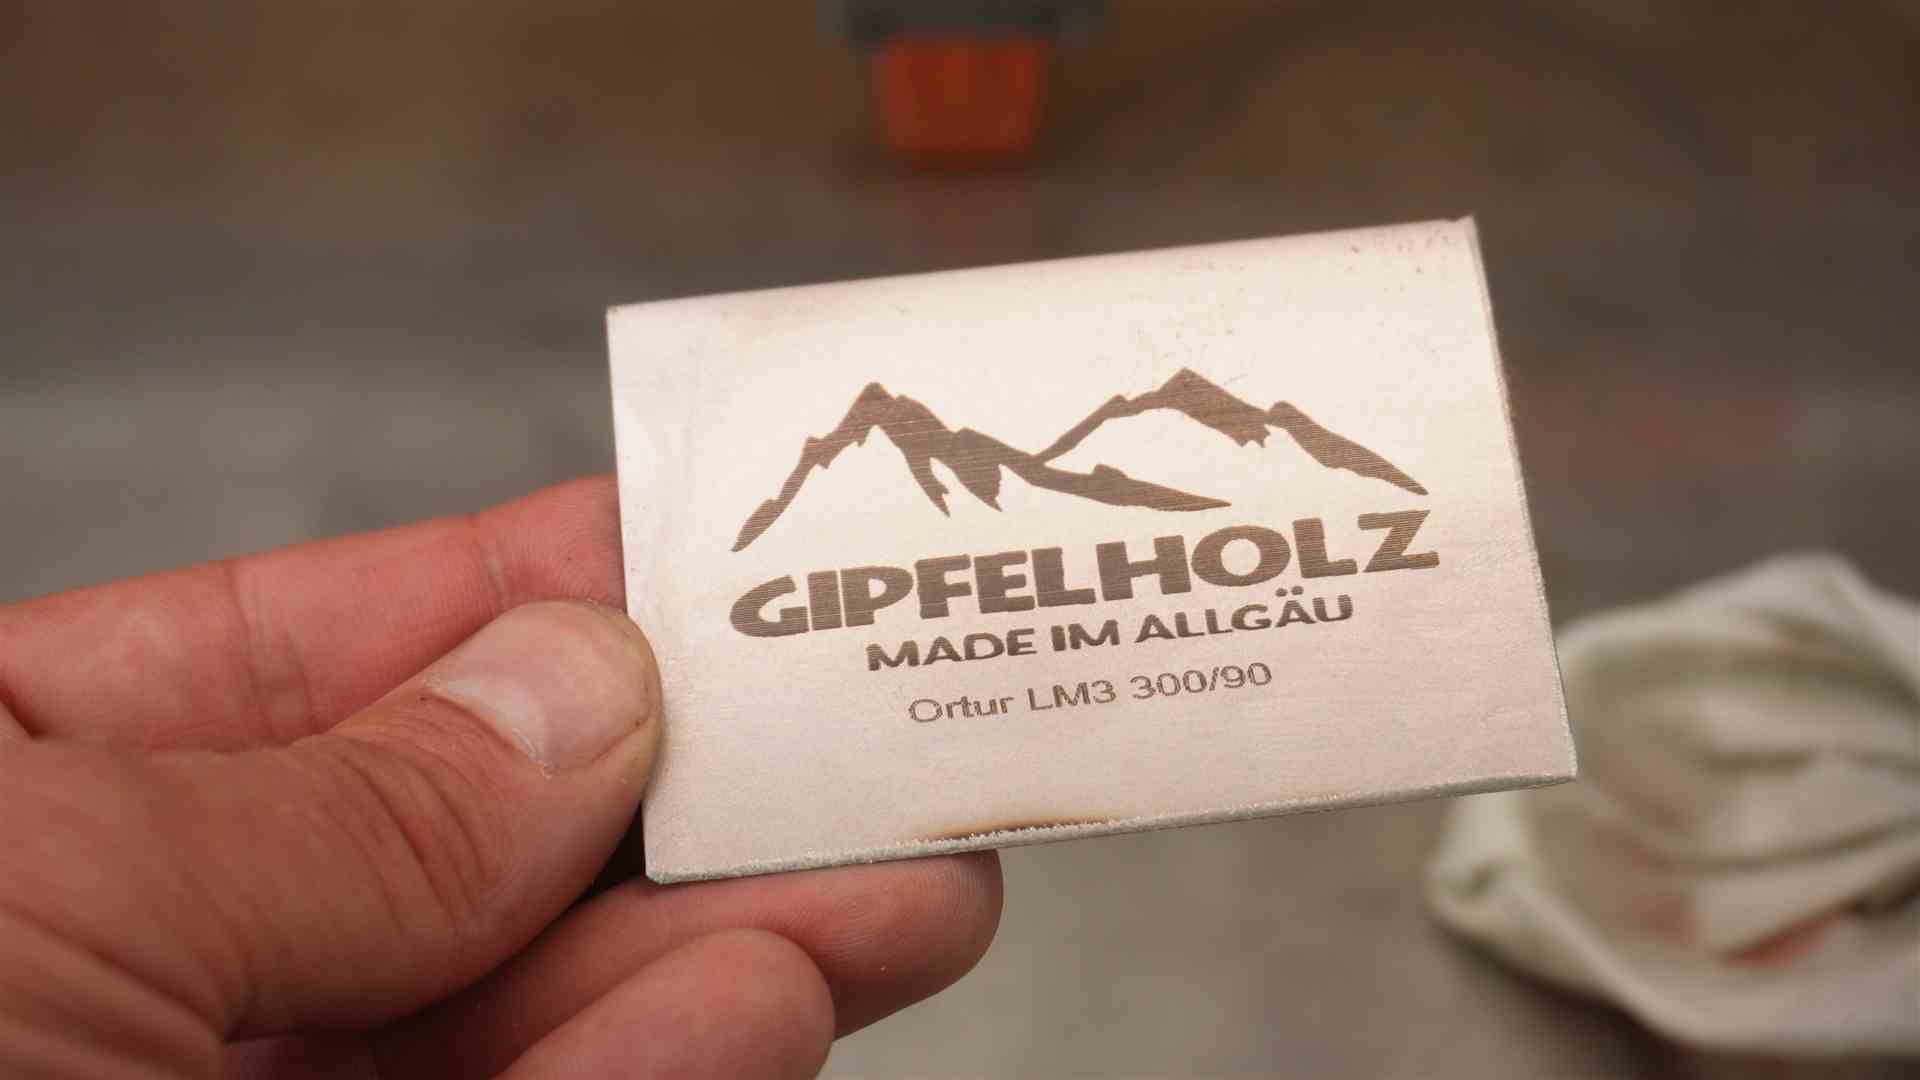 GIPFELHOLZ
MADE IM ALLGÄU
Ortur LM3 300/90